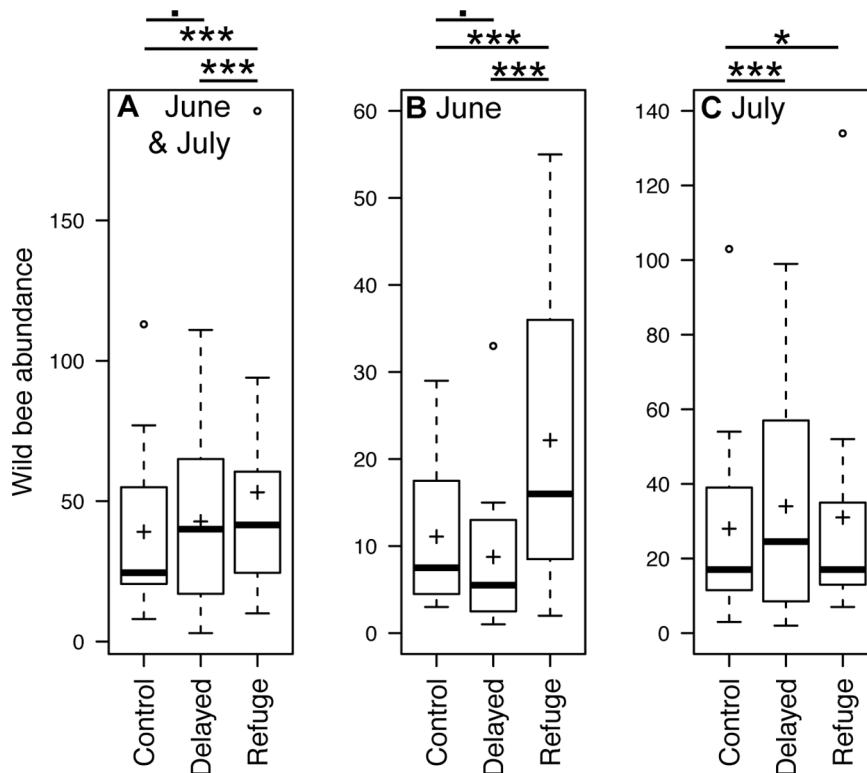 ▪
***
***
▪
***
***
*
***
A June
& July
B June
C July
Wild bee abundance
150
100
50
0
60
50
40
30
20
10
0
140
120
100
80
60
40
20
0
Control
Delayed
Refuge
Control
Delayed
Refuge
Control
Delayed
Refuge